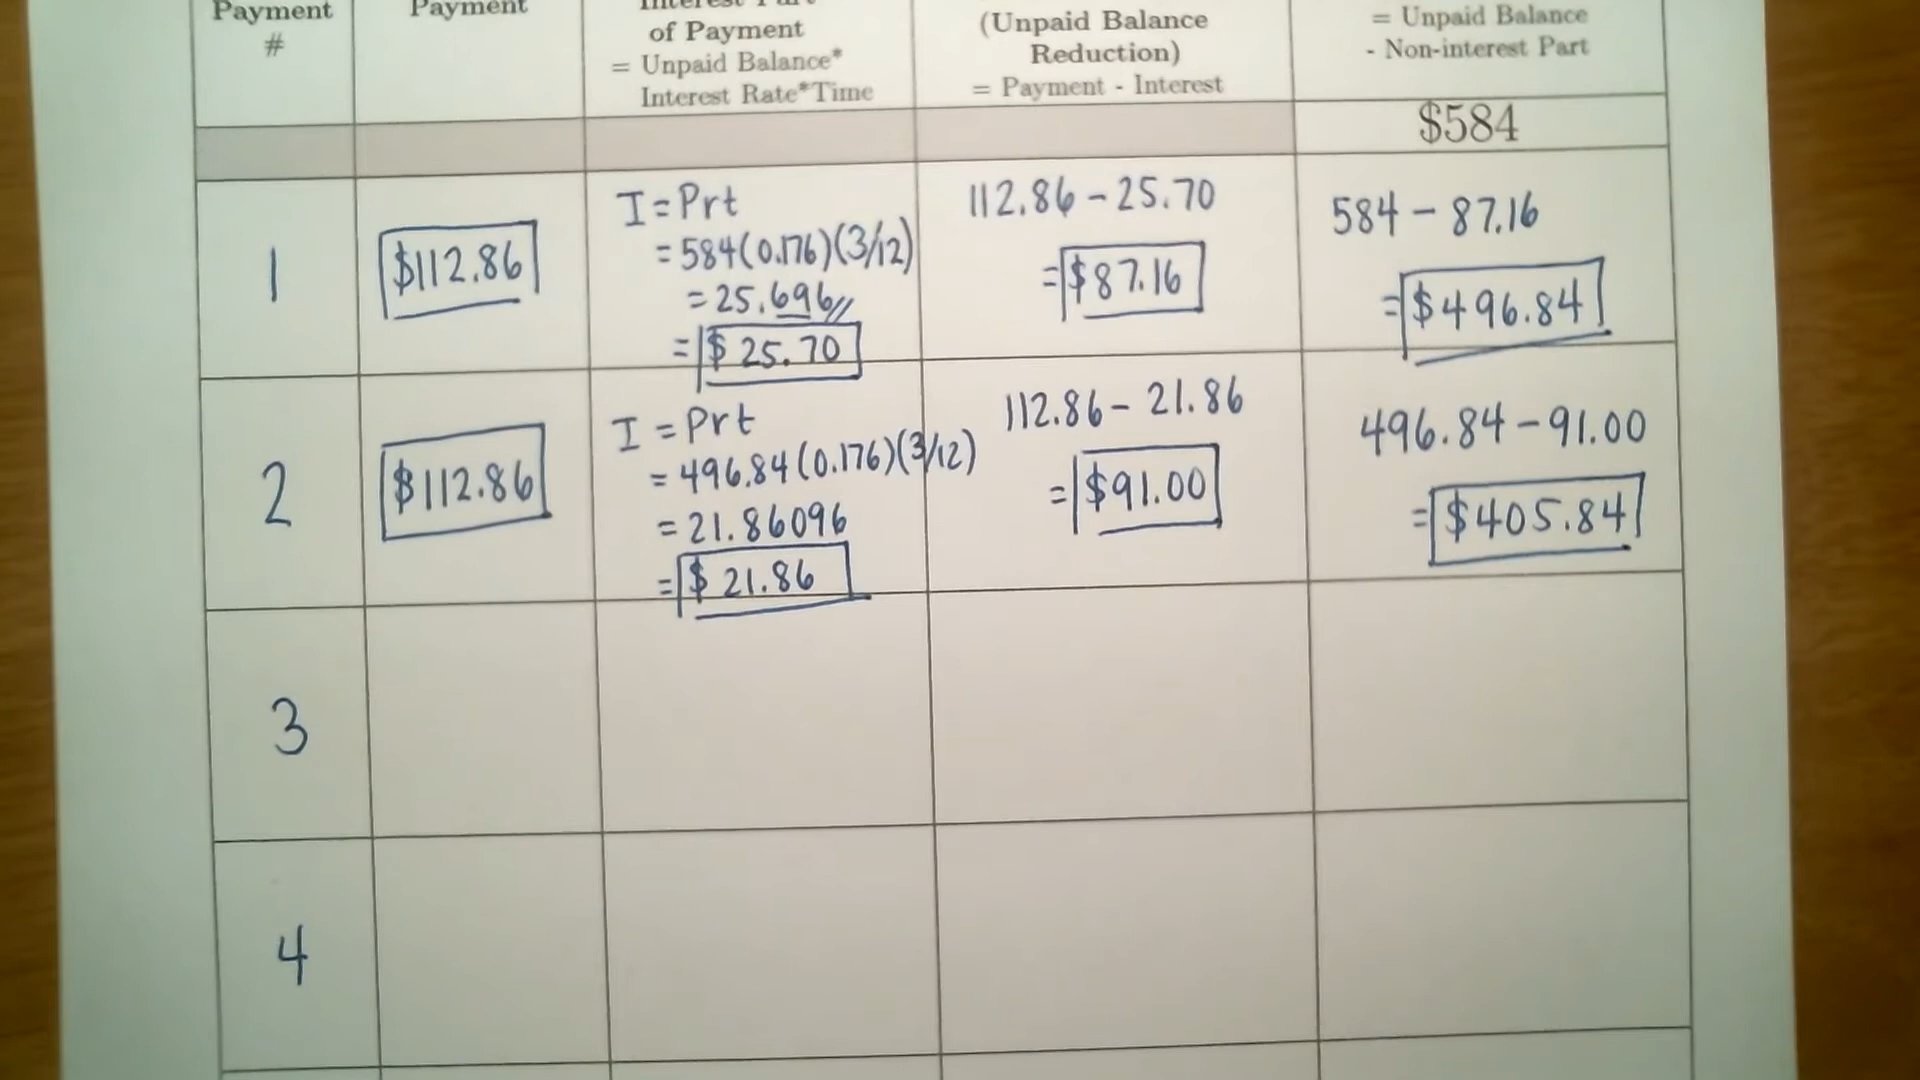 Payment
#
Payment
of Payment
= Unpaid Balance*
Interest Rate*Time
(Unpaid Balance
Reduction)
= Payment - Interest
= Unpaid Balance
- Non-interest Part
$584
1
$112.86
I = Prt
= 584(0.176)(3/12)
= 25.696
= $ 25.70
112.86 - 25.70
= $87.16
584 - 87.16
= $496.84
2
$112.86
I = Prt
= 496.84(0.176)(3/12)
= 21.86096
= $ 21.86
112.86 - 21.86
= $91.00
496.84 - 91.00
= $405.84
3
4